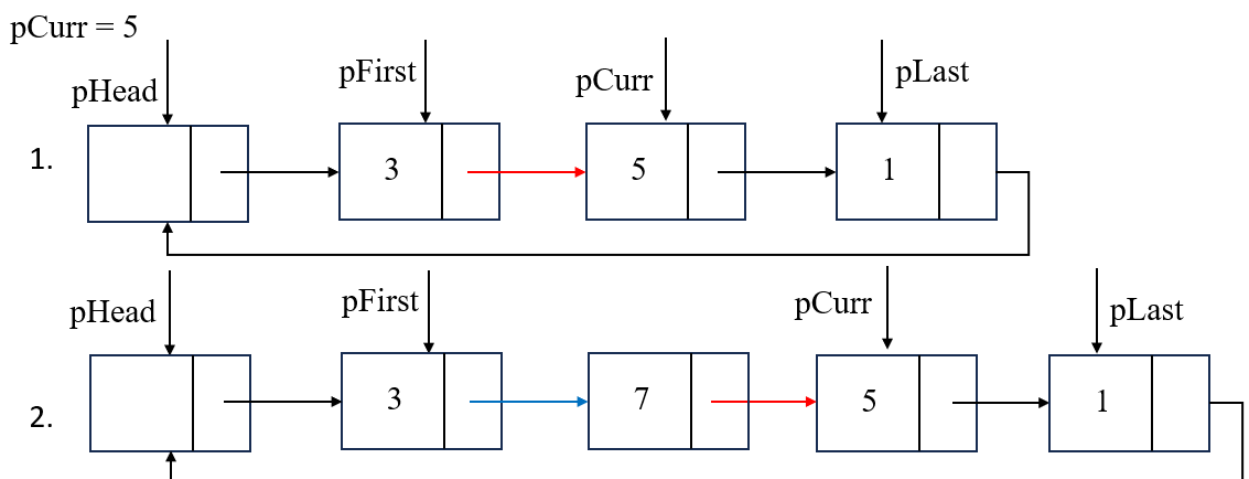 pCurr = 5
pHead pFirst pCurr pLast
1. 3 5 1
pHead pFirst pCurr pLast
2. 3 7 5 1